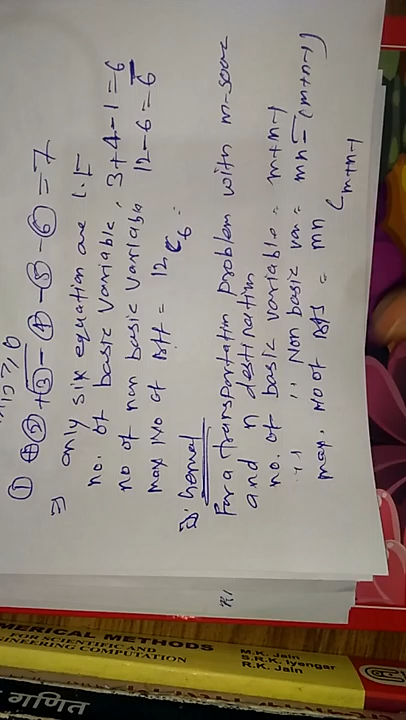 ① + ② + ③ - ④ - ⑤ - ⑥ = 7
⇒ only six equation are L.I
no. of basic variable, 3+4-1=6
no of non basic variable 12-6=6
max No of BFS = 12C6
General
For a transportation problem with m-source
and n destination
no. of basic variable = m+n-1
,, ,, Non basic va = mn-(m+n-1)
max. No of BFS = mnCm+n-1
NUMERICAL METHODS
FOR SCIENTIFIC AND
ENGINEERING COMPUTATION
M.K. Jain
S.R.K. Iyengar
R.K. Jain
गणित